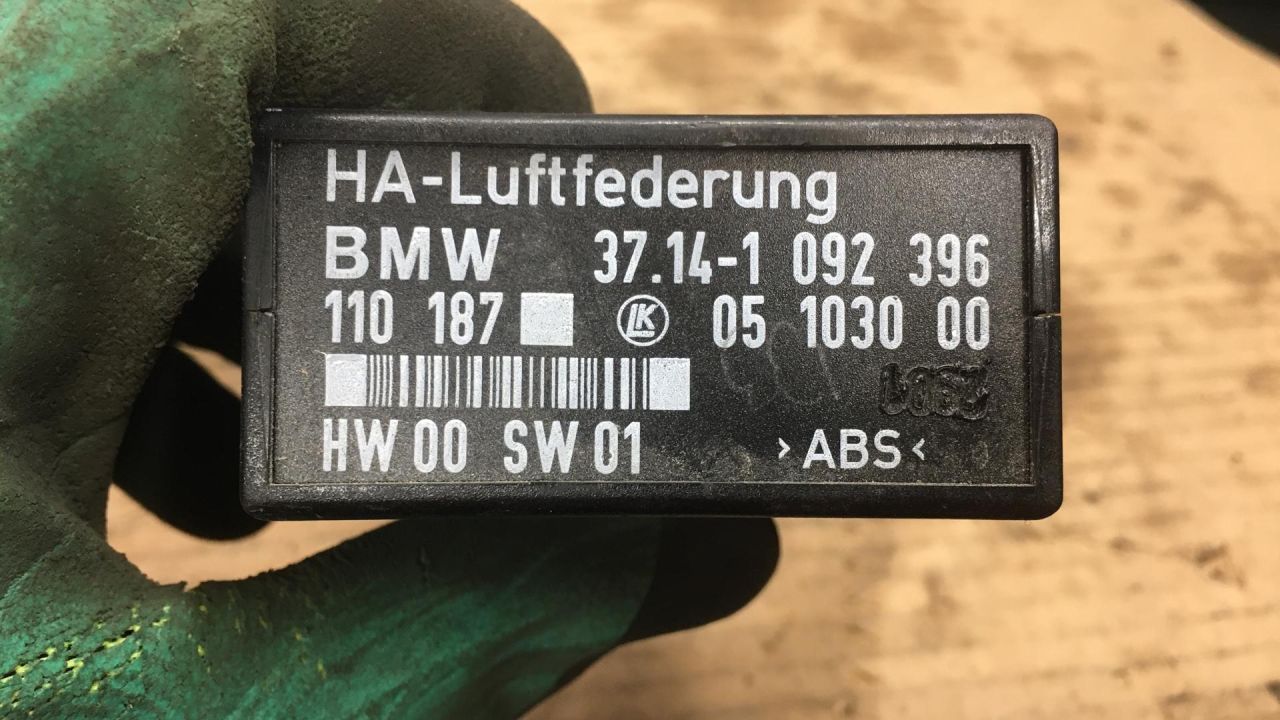 HA-Luftfederung
BMW 37.14-1 092 396
110 187 LK 05 1030 00
HW 00 SW 01 >ABS<